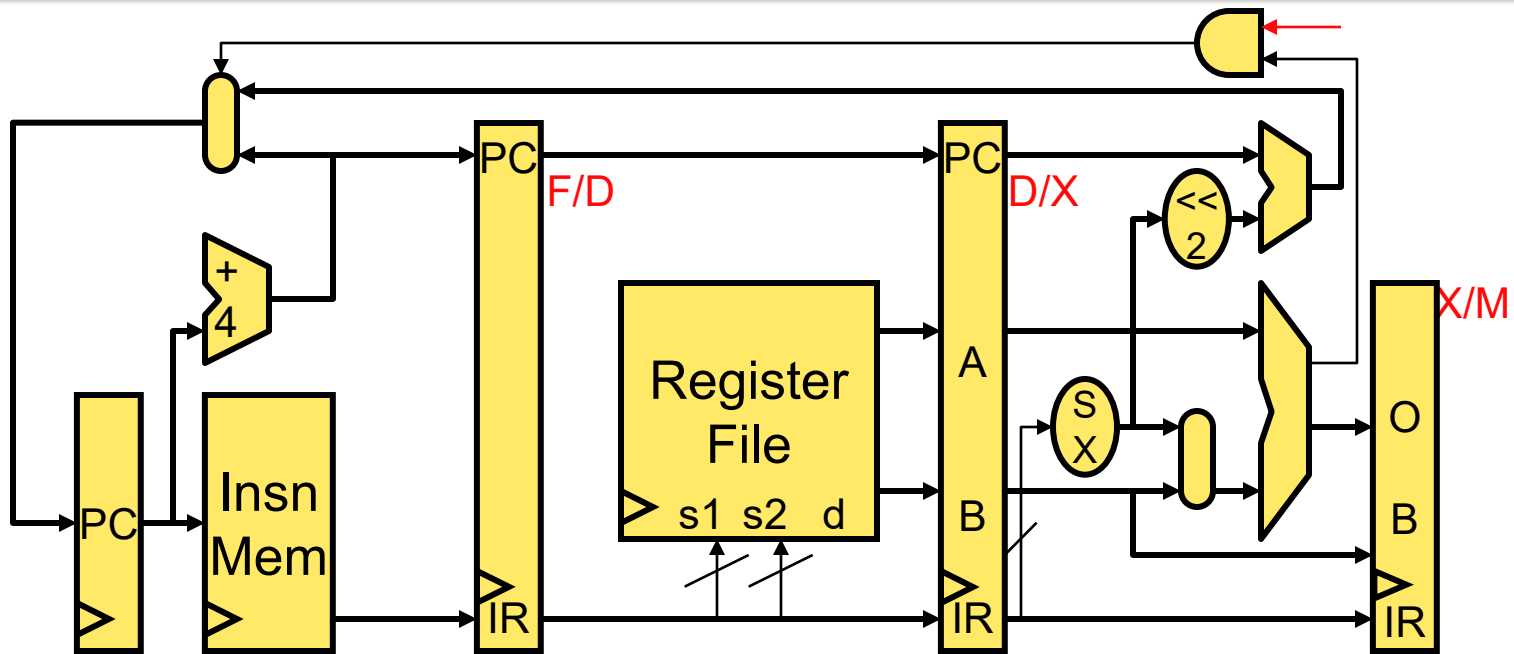 PC
F/D
PC
D/X
<<
2
+
4
X/M
Register
File
s1 s2 d
A
S
X
O
Insn
Mem
PC
B
B
IR
IR
IR